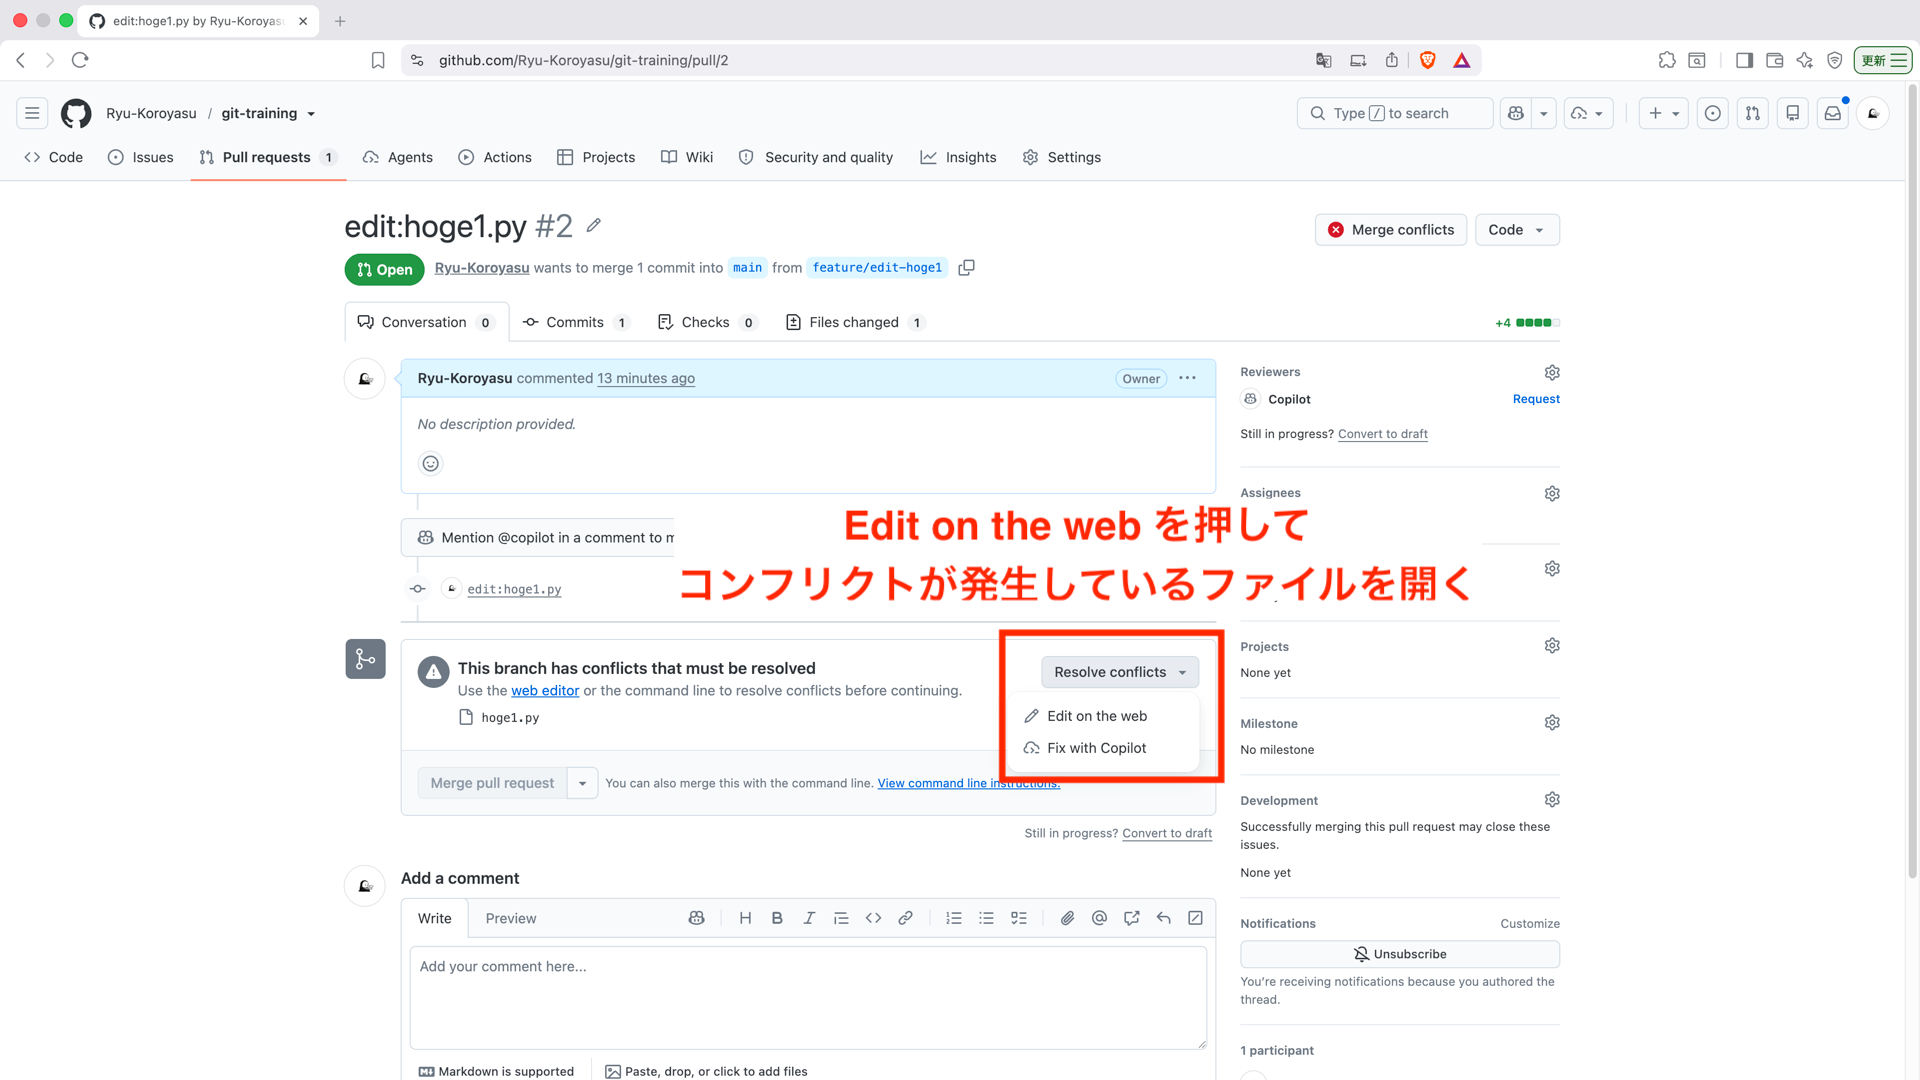 edit:hoge1.py by Ryu-Koroyasu
github.com/Ryu-Koroyasu/git-training/pull/2
更新
Ryu-Koroyasu / git-training
Type / to search
Code
Issues
Pull requests 1
Agents
Actions
Projects
Wiki
Security and quality
Insights
Settings
edit:hoge1.py #2
Merge conflicts
Code
Open
Ryu-Koroyasu wants to merge 1 commit into main from feature/edit-hoge1
Conversation 0
Commits 1
Checks 0
Files changed 1
+4
Ryu-Koroyasu commented 13 minutes ago
Owner
No description provided.
Mention @copilot in a comment to m
edit:hoge1.py
Edit on the web を押して
コンフリクトが発生しているファイルを開く
This branch has conflicts that must be resolved
Use the web editor or the command line to resolve conflicts before continuing.
hoge1.py
Resolve conflicts
Edit on the web
Fix with Copilot
Merge pull request
You can also merge this with the command line. View command line instructions.
Still in progress? Convert to draft
Add a comment
Write
Preview
Add your comment here...
Markdown is supported
Paste, drop, or click to add files
Reviewers
Copilot
Request
Still in progress? Convert to draft
Assignees
Projects
None yet
Milestone
No milestone
Development
Successfully merging this pull request may close these
issues.
None yet
Notifications
Customize
Unsubscribe
You're receiving notifications because you authored the
thread.
1 participant